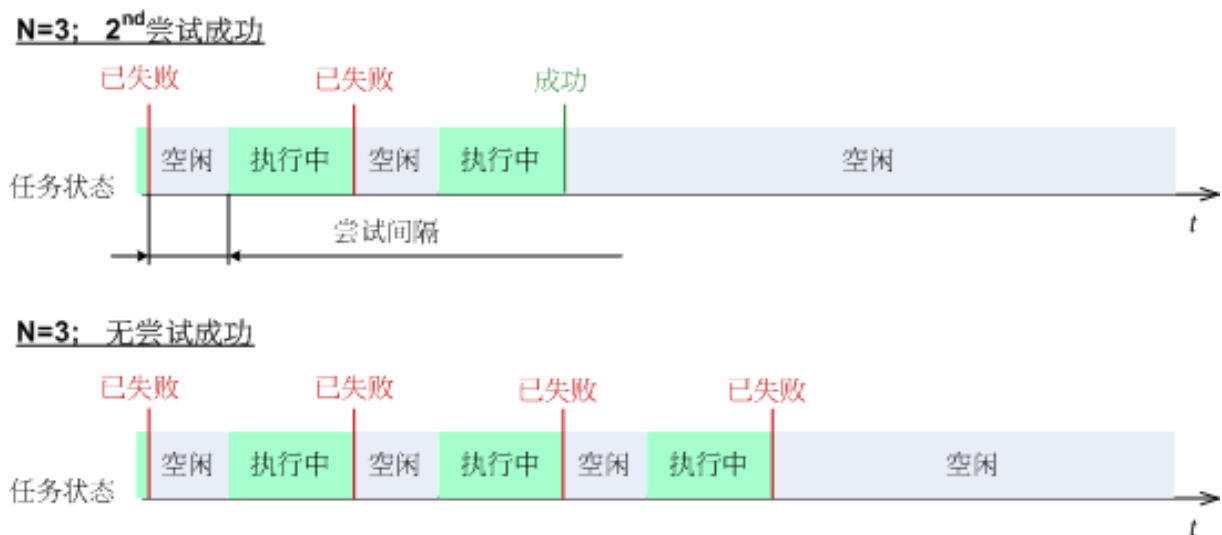 N=3; 2nd尝试成功
已失败 已失败 成功
空闲 执行中 空闲 执行中 空闲
任务状态
t
尝试间隔
N=3; 无尝试成功
已失败 已失败 已失败 已失败
空闲 执行中 空闲 执行中 空闲 执行中 空闲
任务状态
t